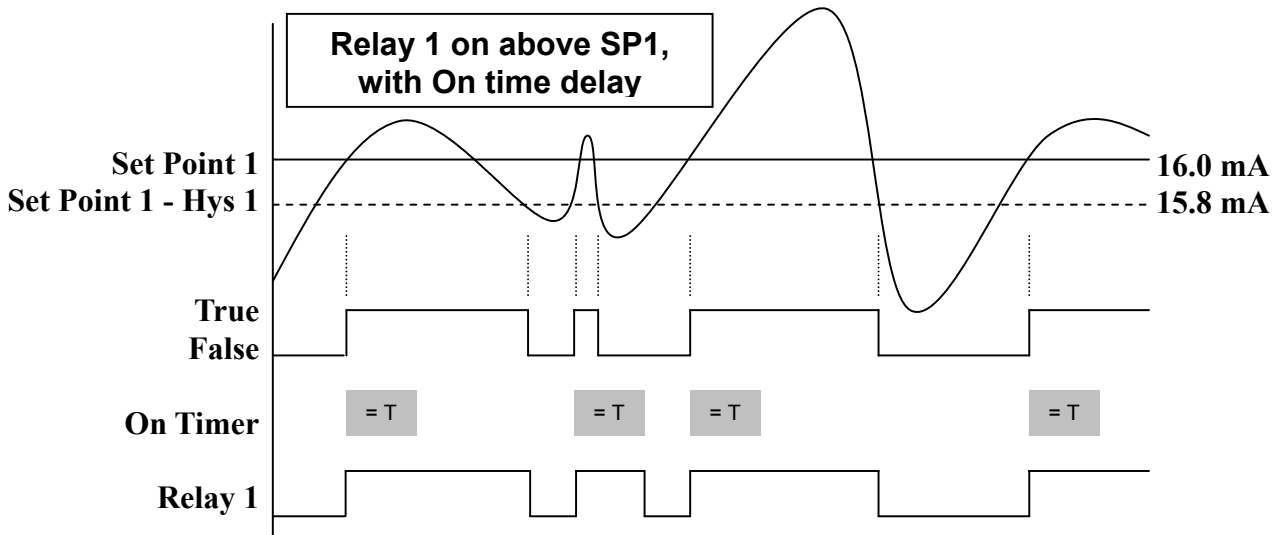 Relay 1 on above SP1,
with On time delay
Set Point 1
16.0 mA
Set Point 1 - Hys 1
15.8 mA
True
False
On Timer
= T
= T
= T
= T
Relay 1